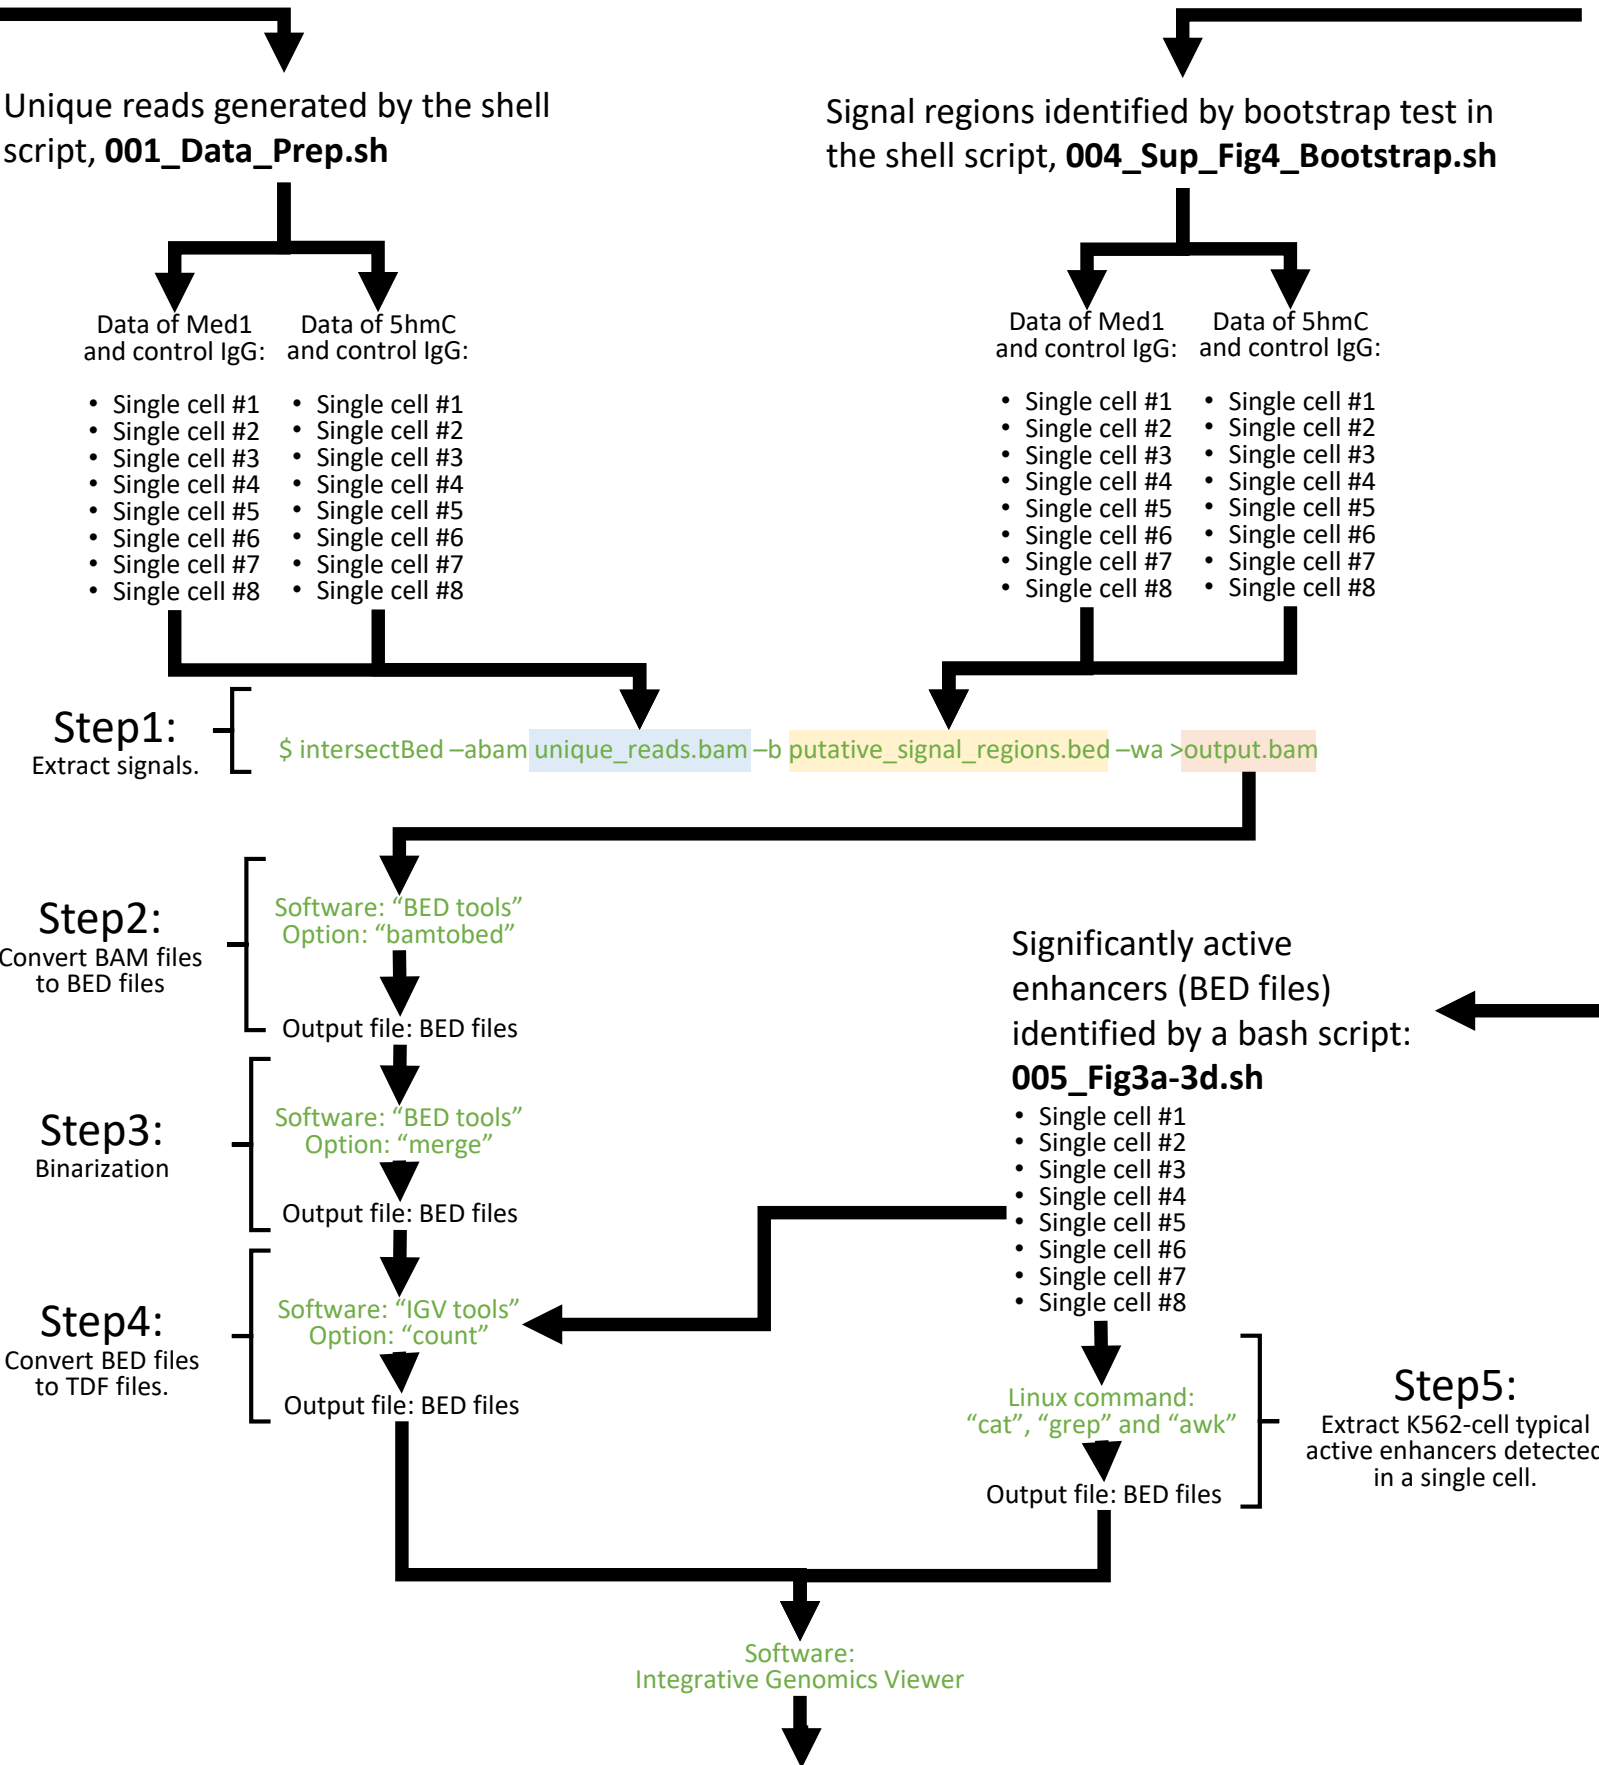 Unique reads generated by the shell
script, 001_Data_Prep.sh
Signal regions identified by bootstrap test in
the shell script, 004_Sup_Fig4_Bootstrap.sh
Data of Med1
and control IgG:
• Single cell #1
• Single cell #2
• Single cell #3
• Single cell #4
• Single cell #5
• Single cell #6
• Single cell #7
• Single cell #8
Data of 5hmC
and control IgG:
• Single cell #1
• Single cell #2
• Single cell #3
• Single cell #4
• Single cell #5
• Single cell #6
• Single cell #7
• Single cell #8
Data of Med1
and control IgG:
• Single cell #1
• Single cell #2
• Single cell #3
• Single cell #4
• Single cell #5
• Single cell #6
• Single cell #7
• Single cell #8
Data of 5hmC
and control IgG:
• Single cell #1
• Single cell #2
• Single cell #3
• Single cell #4
• Single cell #5
• Single cell #6
• Single cell #7
• Single cell #8
Step1:
Extract signals.
$ intersectBed –abam unique_reads.bam –b putative_signal_regions.bed –wa >output.bam
Step2:
Convert BAM files
to BED files
Software: “BED tools”
Option: “bamtobed”
Output file: BED files
Step3:
Binarization
Software: “BED tools”
Option: “merge”
Output file: BED files
Step4:
Convert BED files
to TDF files.
Software: “IGV tools”
Option: “count”
Output file: BED files
Significantly active
enhancers (BED files)
identified by a bash script:
005_Fig3a-3d.sh
• Single cell #1
• Single cell #2
• Single cell #3
• Single cell #4
• Single cell #5
• Single cell #6
• Single cell #7
• Single cell #8
Linux command:
“cat”, “grep” and “awk”
Output file: BED files
Step5:
Extract K562-cell typical
active enhancers detected
in a single cell.
Software:
Integrative Genomics Viewer